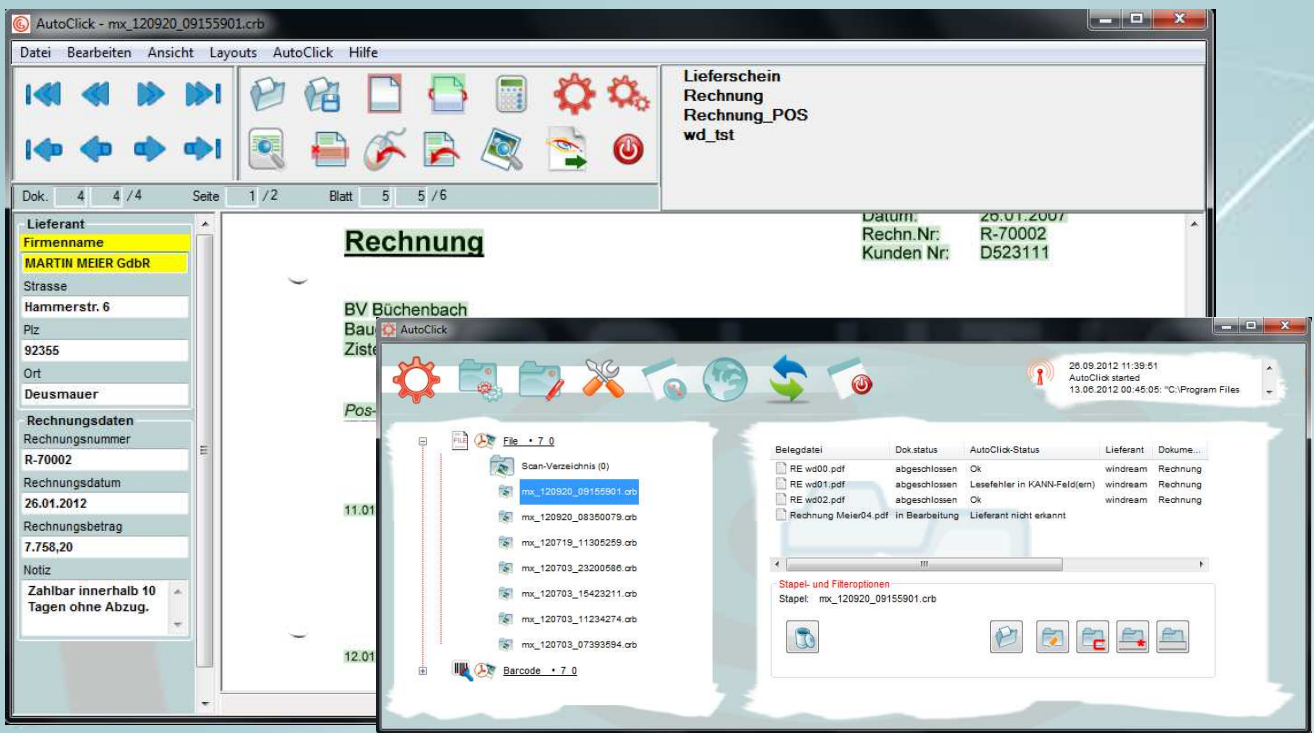 AutoClick - mx_120920_09155901.crb
Datei Bearbeiten Ansicht Layouts AutoClick Hilfe
Lieferschein
Rechnung
Rechnung_POS
wd_tst
Dok. 4 4 /4 Seite 1 /2 Blatt 5 5 /6
Lieferant
Firmenname
MARTIN MEIER GdbR
Strasse
Hammerstr. 6
Plz
92355
Ort
Deusmauer
Rechnungsdaten
Rechnungsnummer
R-70002
Rechnungsdatum
26.01.2012
Rechnungsbetrag
7.758,20
Notiz
Zahlbar innerhalb 10
Tagen ohne Abzug.
Datum: 26.01.2007
Rechnung
Rechn.Nr: R-70002
Kunden Nr: D523111
BV Büchenbach
Bau
Ziste
Pos-
11.01
12.01
AutoClick
26.09.2012 11:39:51
AutoClick started
13.06.2012 00:45:05: "C:\Program Files
FILE
File • 7 0
Scan-Verzeichnis (0)
mx_120920_09155901.crb
mx_120920_08350079.crb
mx_120719_11305259.crb
mx_120703_23200586.crb
mx_120703_15423211.crb
mx_120703_11234274.crb
mx_120703_07393594.crb
Barcode • 7 0
Belegdatei Dok.status AutoClick-Status Lieferant Dokume...
RE wd00.pdf abgeschlossen Ok windream Rechnung
RE wd01.pdf abgeschlossen Lesefehler in KANN-Feld(ern) windream Rechnung
RE wd02.pdf abgeschlossen Ok windream Rechnung
Rechnung Meier04.pdf in Bearbeitung Lieferant nicht erkannt
Stapel- und Filteroptionen
Stapel: mx_120920_09155901.crb